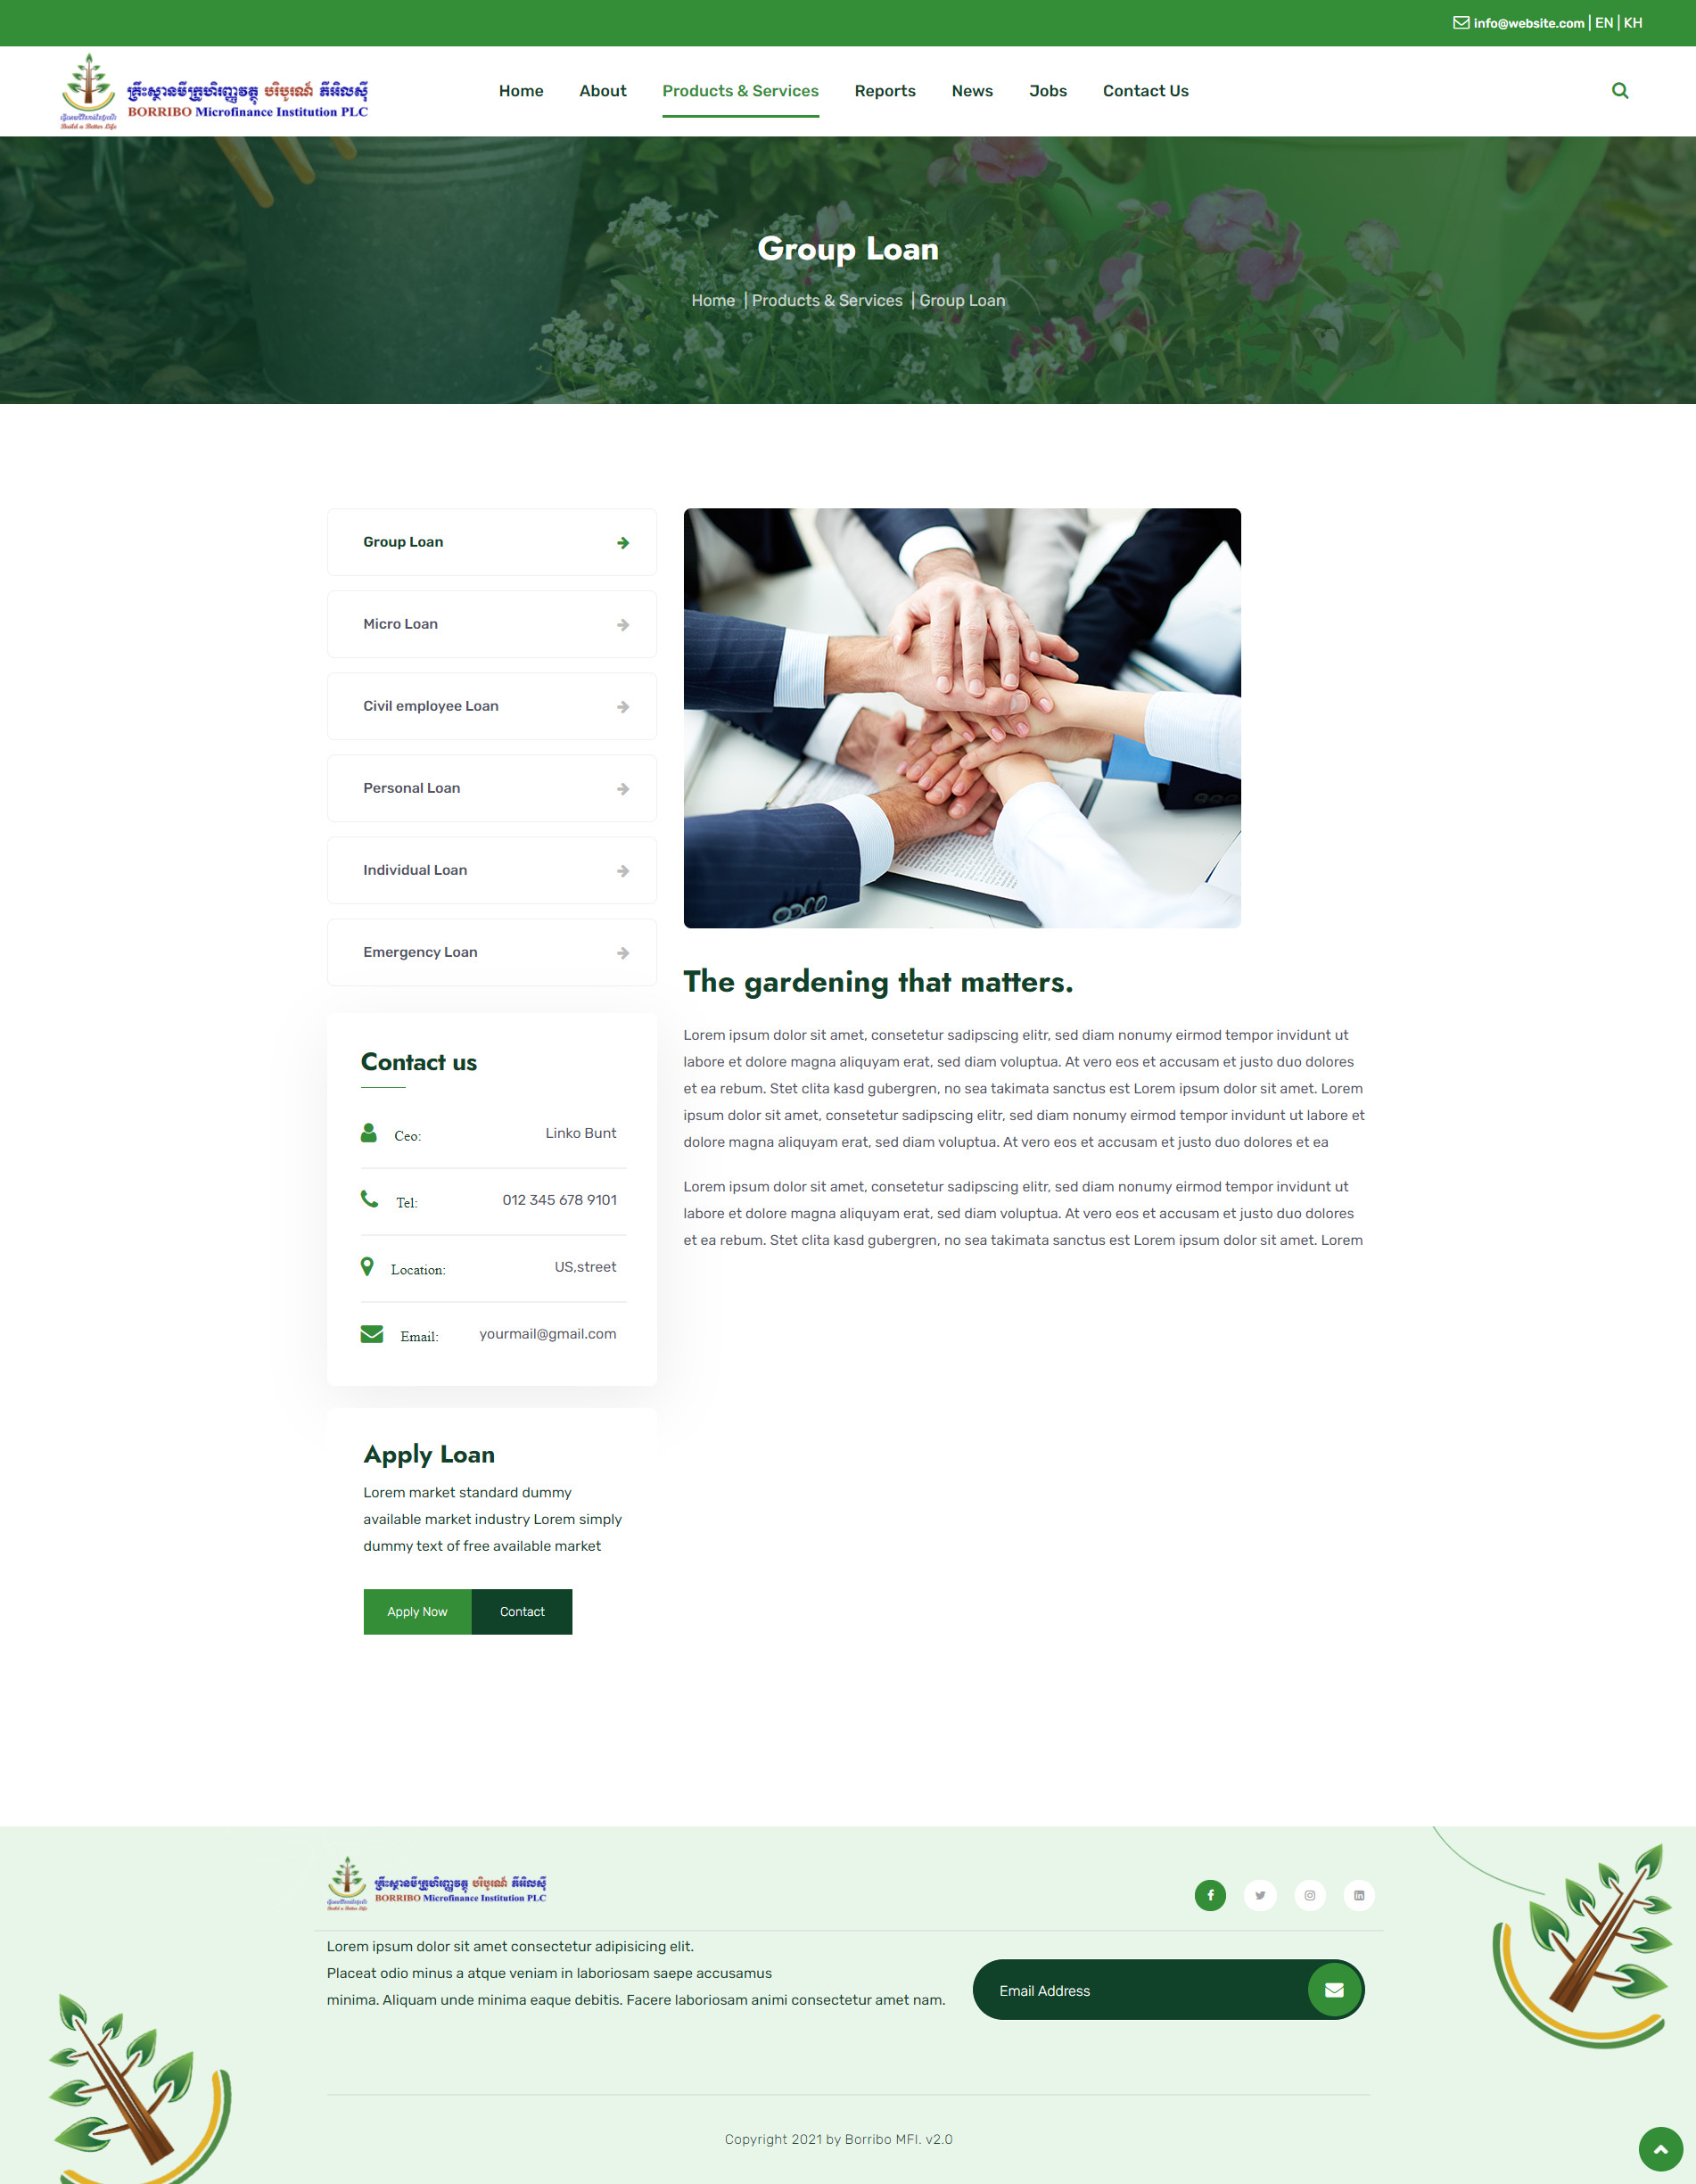 info@website.com | EN | KH
គ្រឹះស្ថានមីក្រូហិរញ្ញវត្ថុ បរិបូរណ៍ ភីអិលស៊ី
BORRIBO Microfinance Institution PLC
Build a Better Life
Home
About
Products & Services
Reports
News
Jobs
Contact Us
Group Loan
Home | Products & Services | Group Loan
Group Loan
Micro Loan
Civil employee Loan
Personal Loan
Individual Loan
Emergency Loan
Contact us
Ceo: Linko Bunt
Tel: 012 345 678 9101
Location: US,street
Email: yourmail@gmail.com
Apply Loan
Lorem market standard dummy
available market industry Lorem simply
dummy text of free available market
Apply Now
Contact
The gardening that matters.
Lorem ipsum dolor sit amet, consetetur sadipscing elitr, sed diam nonumy eirmod tempor invidunt ut
labore et dolore magna aliquyam erat, sed diam voluptua. At vero eos et accusam et justo duo dolores
et ea rebum. Stet clita kasd gubergren, no sea takimata sanctus est Lorem ipsum dolor sit amet. Lorem
ipsum dolor sit amet, consetetur sadipscing elitr, sed diam nonumy eirmod tempor invidunt ut labore et
dolore magna aliquyam erat, sed diam voluptua. At vero eos et accusam et justo duo dolores et ea
Lorem ipsum dolor sit amet, consetetur sadipscing elitr, sed diam nonumy eirmod tempor invidunt ut
labore et dolore magna aliquyam erat, sed diam voluptua. At vero eos et accusam et justo duo dolores
et ea rebum. Stet clita kasd gubergren, no sea takimata sanctus est Lorem ipsum dolor sit amet. Lorem
គ្រឹះស្ថានមីក្រូហិរញ្ញវត្ថុ បរិបូរណ៍ ភីអិលស៊ី
BORRIBO Microfinance Institution PLC
Build a Better Life
Lorem ipsum dolor sit amet consectetur adipisicing elit.
Placeat odio minus a atque veniam in laboriosam saepe accusamus
minima. Aliquam unde minima eaque debitis. Facere laboriosam animi consectetur amet nam.
Email Address
Copyright 2021 by Borribo MFI. v2.0